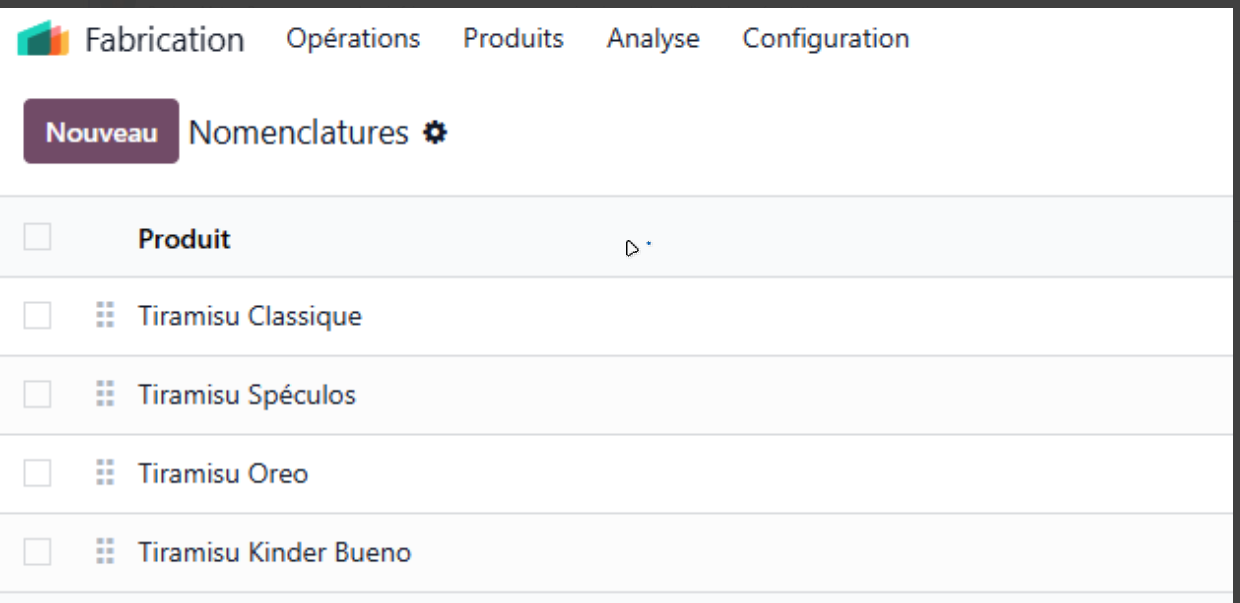 Fabrication Opérations Produits Analyse Configuration
Nouveau Nomenclatures
Produit
Tiramisu Classique
Tiramisu Spéculos
Tiramisu Oreo
Tiramisu Kinder Bueno